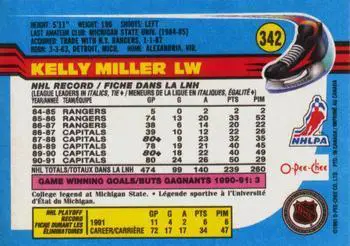 HEIGHT: 5'11" WEIGHT: 196 SHOOTS: LEFT
LAST AMATEUR CLUB: MICHIGAN STATE UNIV. (1984-85)
ACQUIRED: TRADE WITH N.Y. RANGERS, 1-1-87
BORN: 3-3-63, DETROIT, MICH. HOME: ALEXANDRIA, VIR.
342
KELLY MILLER LW
NHL RECORD / FICHE DANS LA LNH
(LEAGUE LEADERS IN ITALICS, TIE♦) / MENEURS DE LA LIGUE EN ITALIQUES, ÉGALITÉ♦)
YEAR/ANNÉE TEAM/ÉQUIPE GP G A PTS PIM
84-85 RANGERS 5 0 2 2 2
85-86 RANGERS 74 13 20 33 52
86-87 RANGERS 38 6 14 20 22
86-87 CAPITALS 39 10 12 22 26
87-88 CAPITALS 80♦ 9 23 32 35
88-89 CAPITALS 78 19 21 40 45
89-90 CAPITALS 80♦ 18 22 40 49
90-91 CAPITALS 80 24 26 50 29
NHL TOTALS/TOTAUX DANS LA LNH 474 99 140 239 260
GAME WINNING GOALS/BUTS GAGNANTS 1990-91: 3
College legend at Michigan State. • Légende sportive à l'université
d'État du Michigan.
NHL PLAYOFF
RECORD
FICHE DURANT LES
ÉLIMINATOIRES
GP G A PTS PIM
1991 11 4 2 6 6
CAREER/CARRIÈRE 72 34 47
NHLPA
O-Pee-Chee
NHL